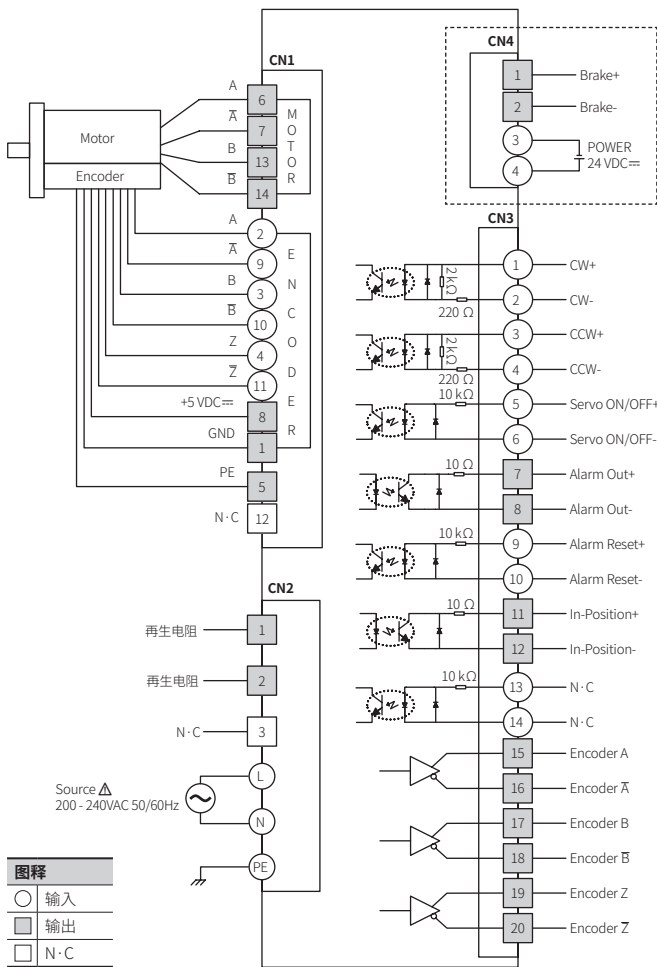 CN1
Motor
Encoder
A
6
A̅
7
B
13
B̅
14
MOTOR
A
2
A̅
9
B
3
B̅
10
Z
4
Z̅
11
+5 VDC⎓
8
GND
1
PE
5
N·C
12
ENCODER
CN2
再生电阻
1
再生电阻
2
N·C
3
Source ⚠
200 - 240VAC 50/60Hz
L
N
PE
图释
输入
输出
N·C
CN4
1
Brake+
2
Brake-
3
4
POWER
24 VDC⎓
CN3
2 kΩ
220 Ω
1
CW+
2
CW-
2 kΩ
220 Ω
3
CCW+
4
CCW-
10 kΩ
5
Servo ON/OFF+
6
Servo ON/OFF-
10 Ω
7
Alarm Out+
8
Alarm Out-
10 kΩ
9
Alarm Reset+
10
Alarm Reset-
10 Ω
11
In-Position+
12
In-Position-
10 kΩ
13
N·C
14
N·C
15
Encoder A
16
Encoder A̅
17
Encoder B
18
Encoder B̅
19
Encoder Z
20
Encoder Z̅